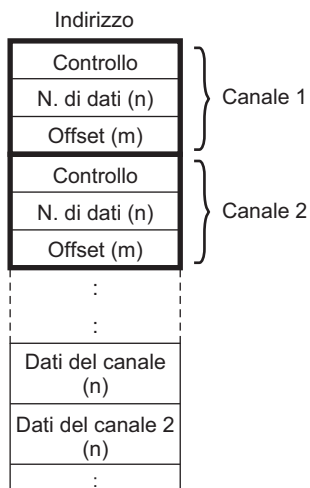 Indirizzo
Controllo
N. di dati (n)
Offset (m)
Canale 1
Controllo
N. di dati (n)
Offset (m)
Canale 2
:
:
Dati del canale
(n)
Dati del canale 2
(n)
: